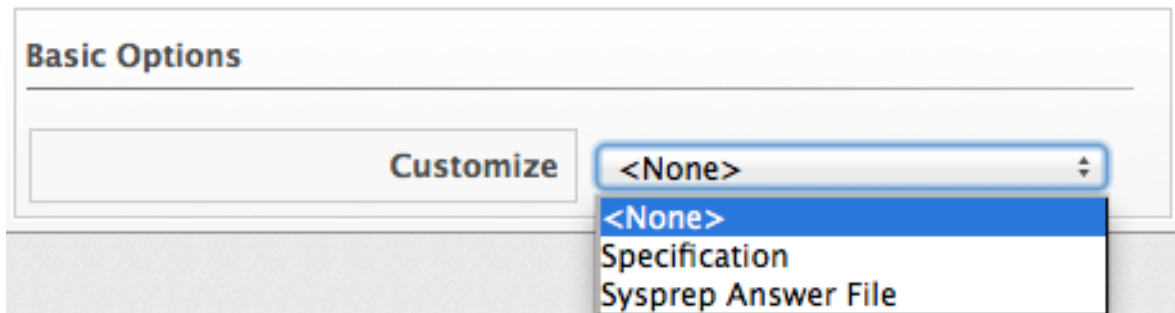 Basic Options
Customize <None>
<None>
Specification
Sysprep Answer File